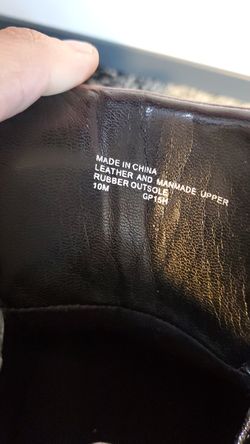 MADE IN CHINA
LEATHER AND MANMADE UPPER
RUBBER OUTSOLE
10M GP15H